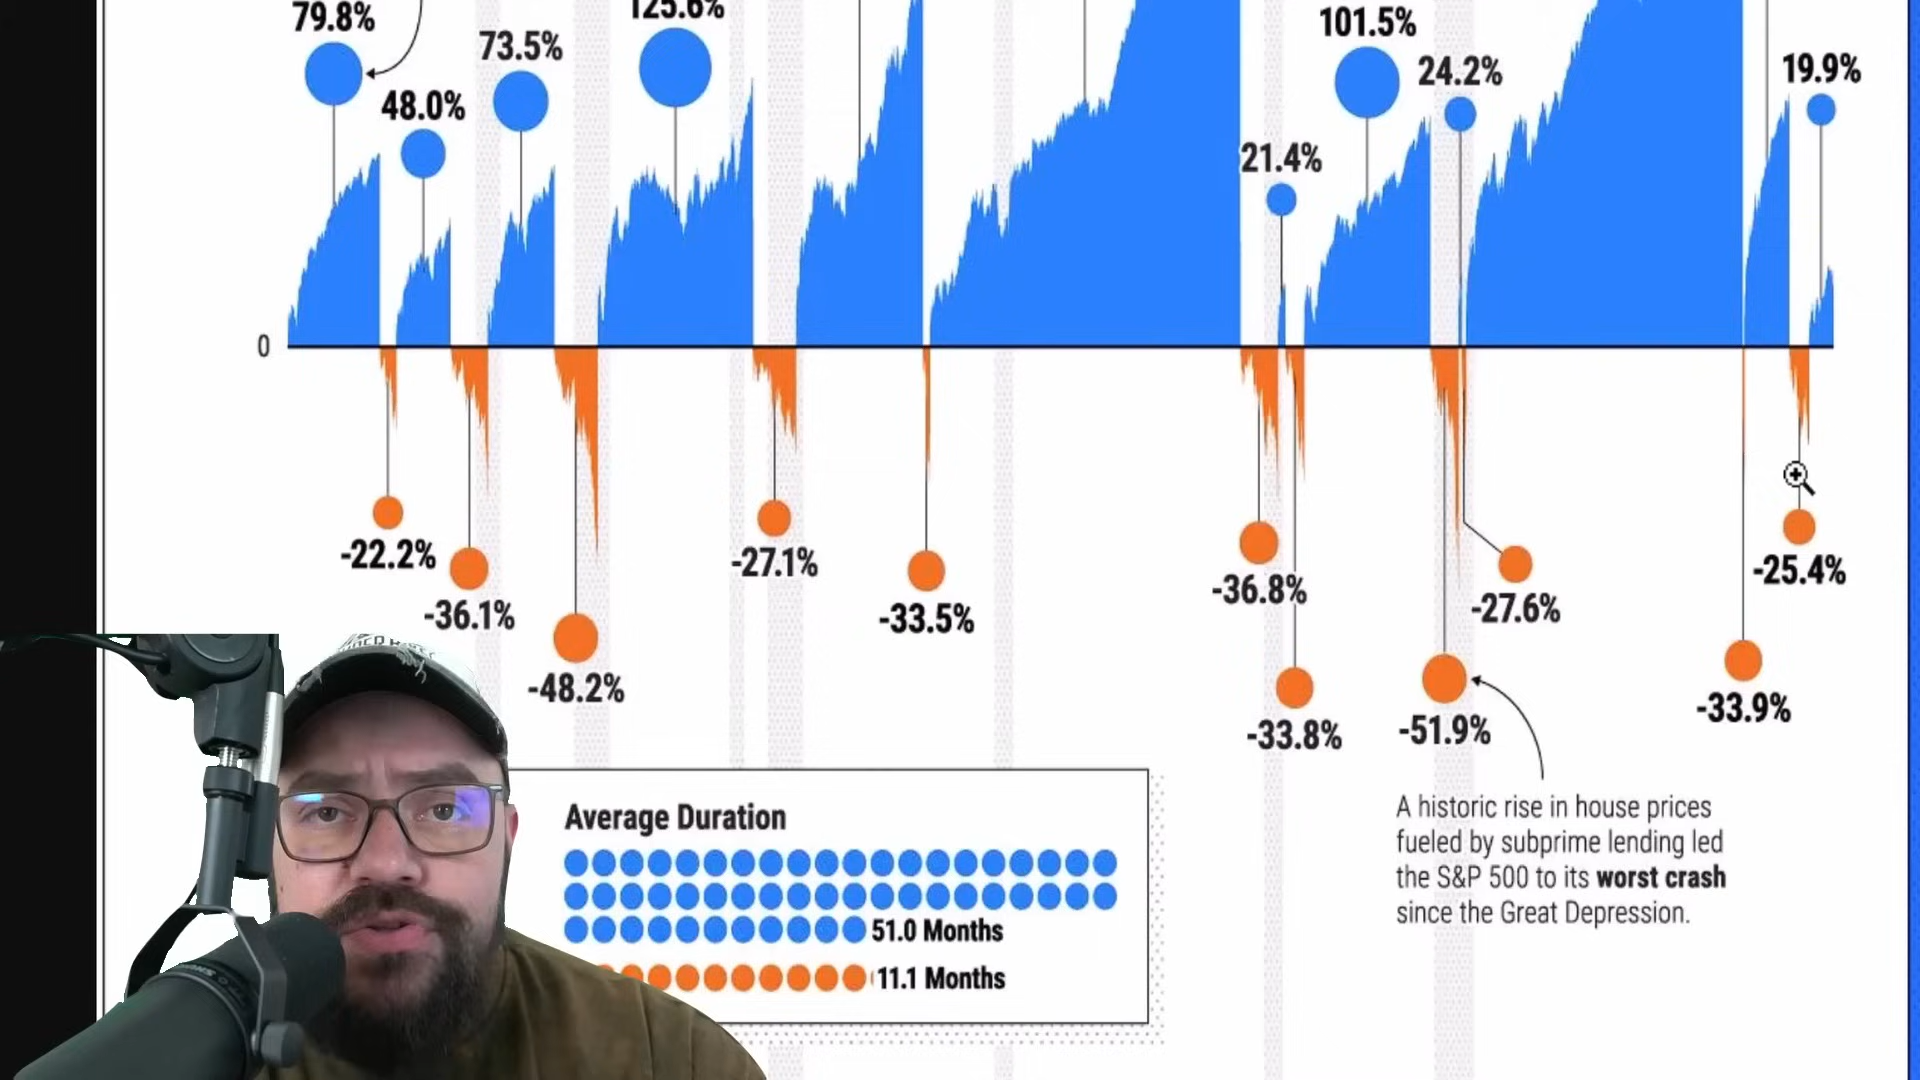 79.8%
125.6%
101.5%
73.5%
24.2%
19.9%
48.0%
21.4%
0
-22.2%
-27.1%
-25.4%
-36.8%
-36.1%
-33.5%
-27.6%
-48.2%
-33.8%
-51.9%
-33.9%
A historic rise in house prices
fueled by subprime lending led
the S&P 500 to its worst crash
since the Great Depression.
Average Duration
51.0 Months
11.1 Months